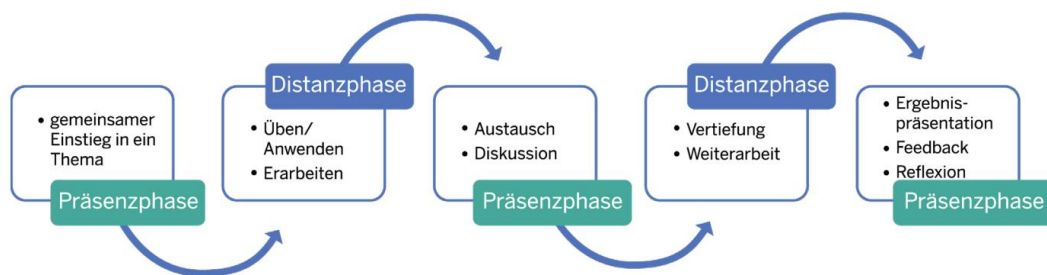 • gemeinsamer
Einstieg in ein
Thema
Präsenzphase
Distanzphase
• Üben/
Anwenden
• Erarbeiten
• Austausch
• Diskussion
Präsenzphase
Distanzphase
• Vertiefung
• Weiterarbeit
• Ergebnis-
präsentation
• Feedback
• Reflexion
Präsenzphase